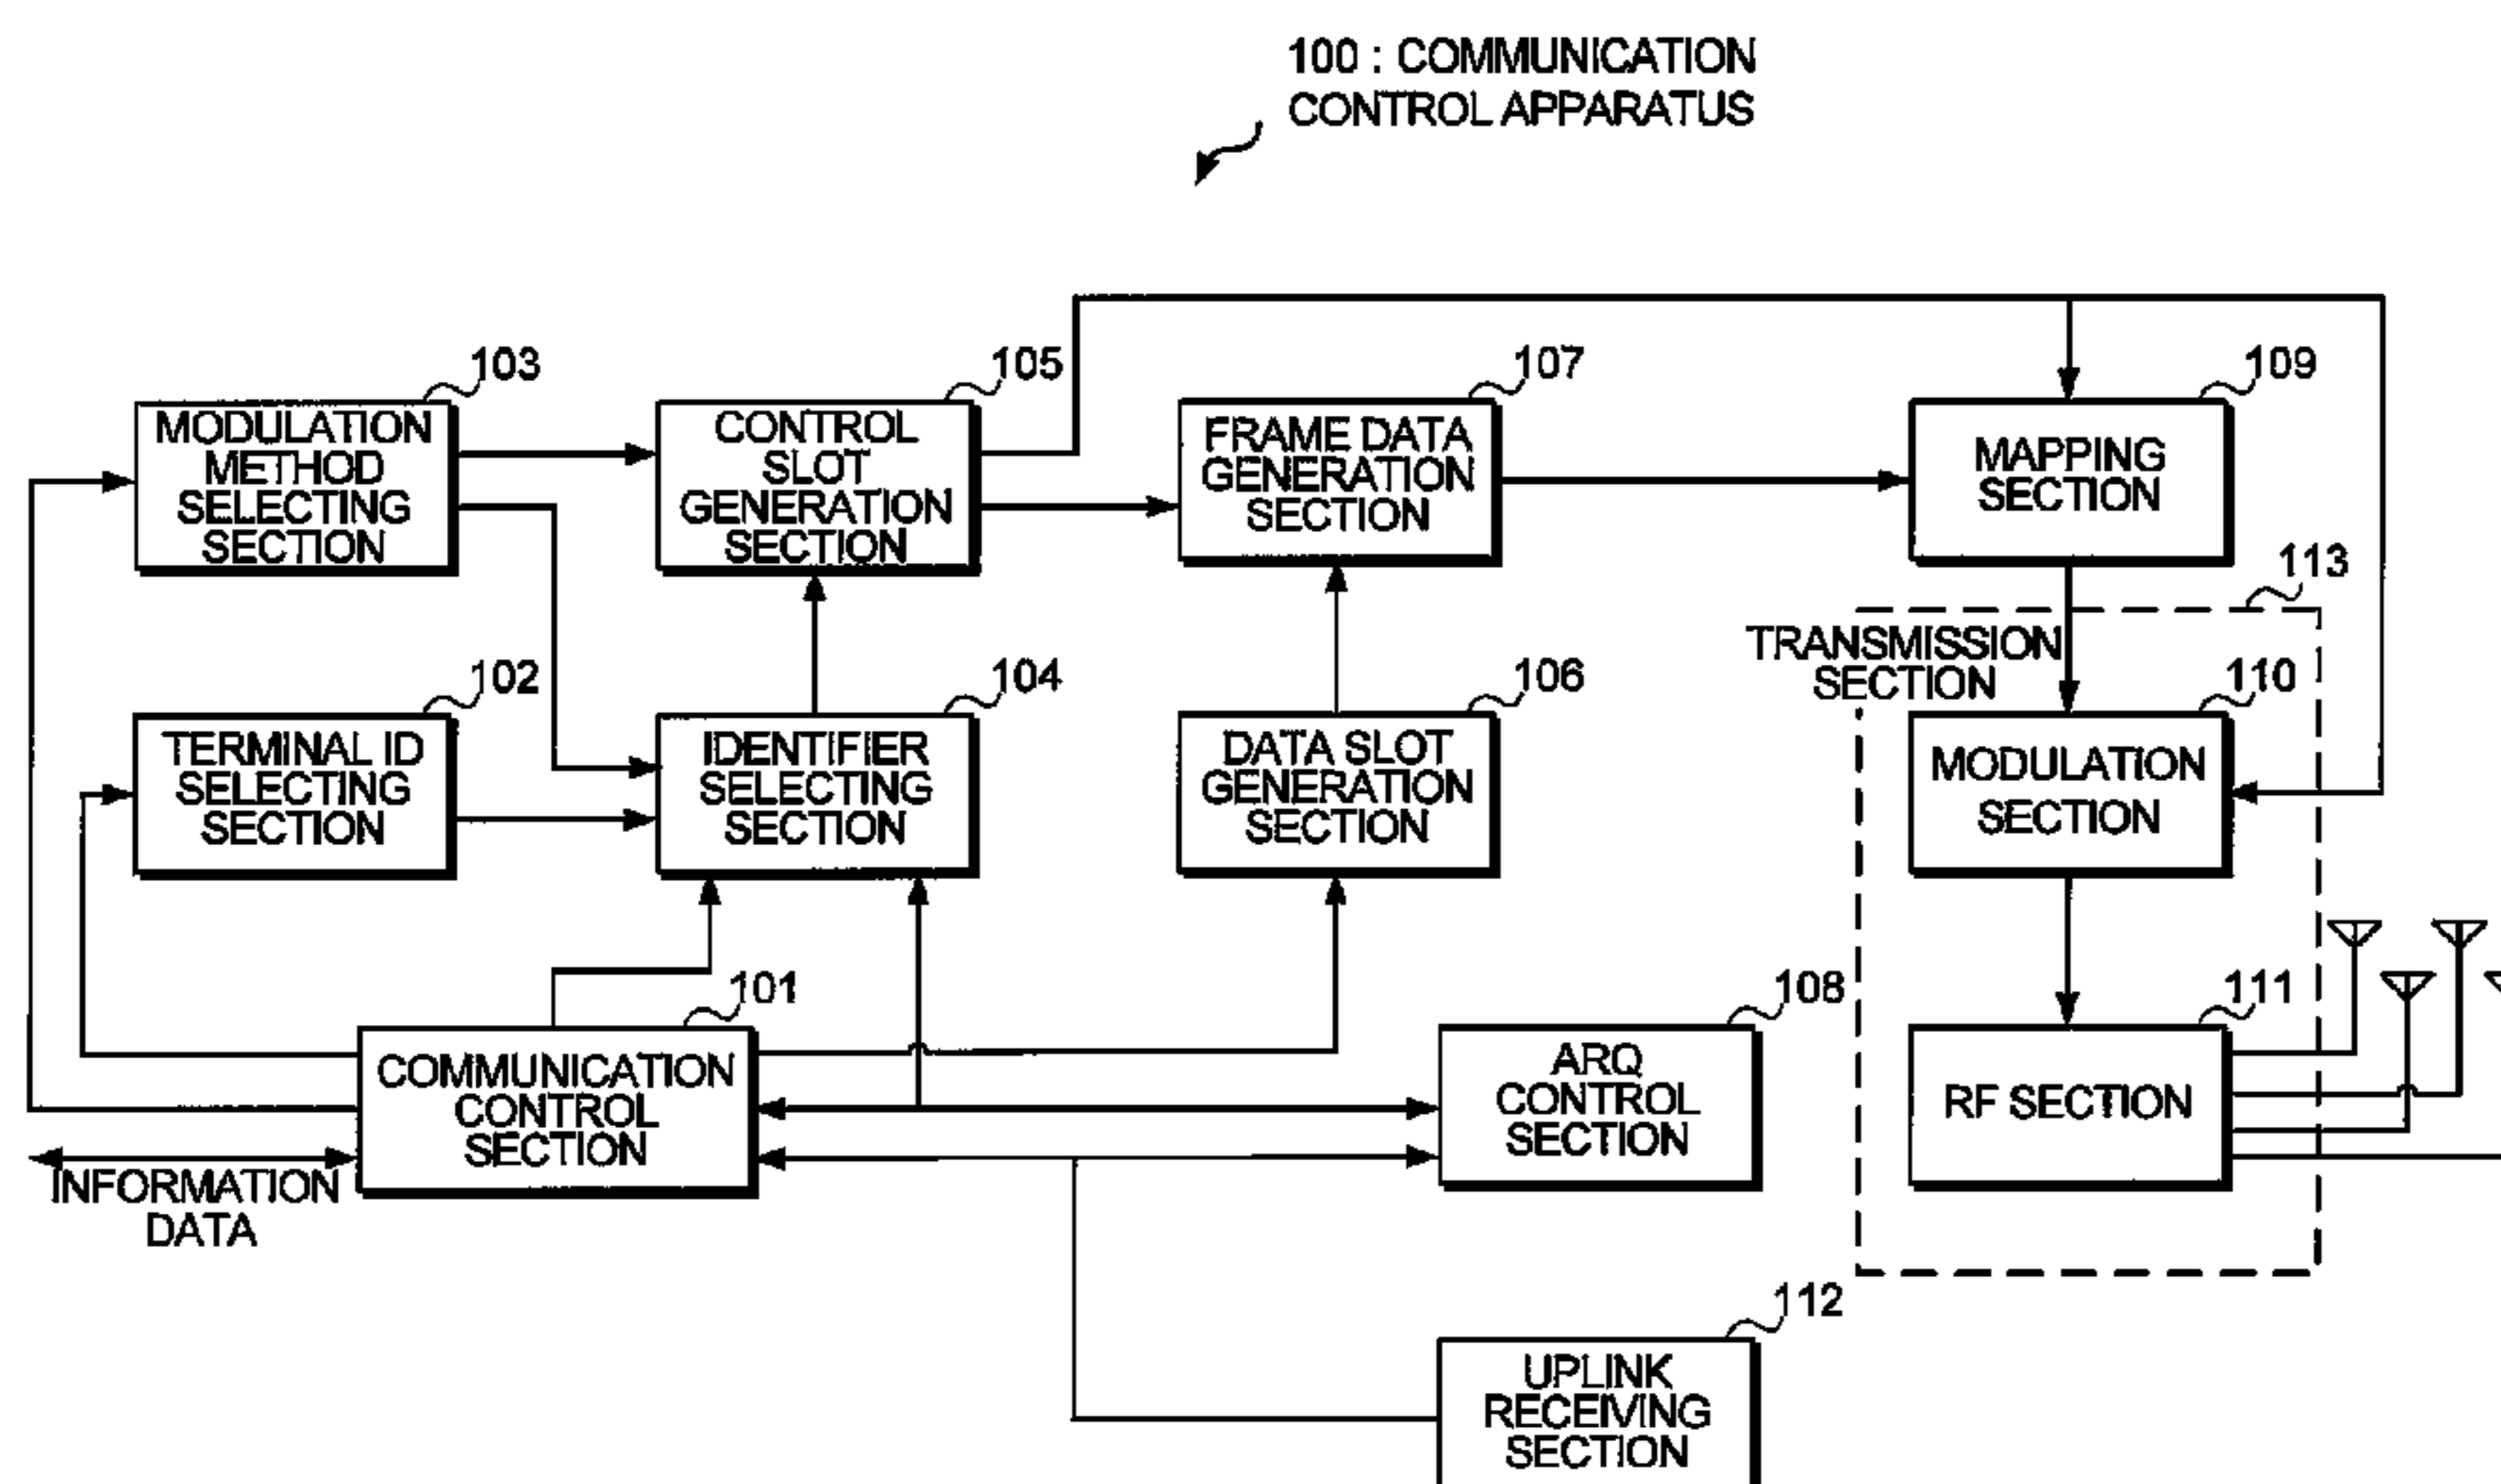 100 : COMMUNICATION
CONTROL APPARATUS
103
MODULATION
METHOD
SELECTING
SECTION
105
CONTROL
SLOT
GENERATION
SECTION
107
FRAME DATA
GENERATION
SECTION
109
MAPPING
SECTION
113
TRANSMISSION
SECTION
102
TERMINAL ID
SELECTING
SECTION
104
IDENTIFIER
SELECTING
SECTION
106
DATA SLOT
GENERATION
SECTION
110
MODULATION
SECTION
101
COMMUNICATION
CONTROL
SECTION
108
ARQ
CONTROL
SECTION
111
RF SECTION
INFORMATION
DATA
112
UPLINK
RECEIVING
SECTION